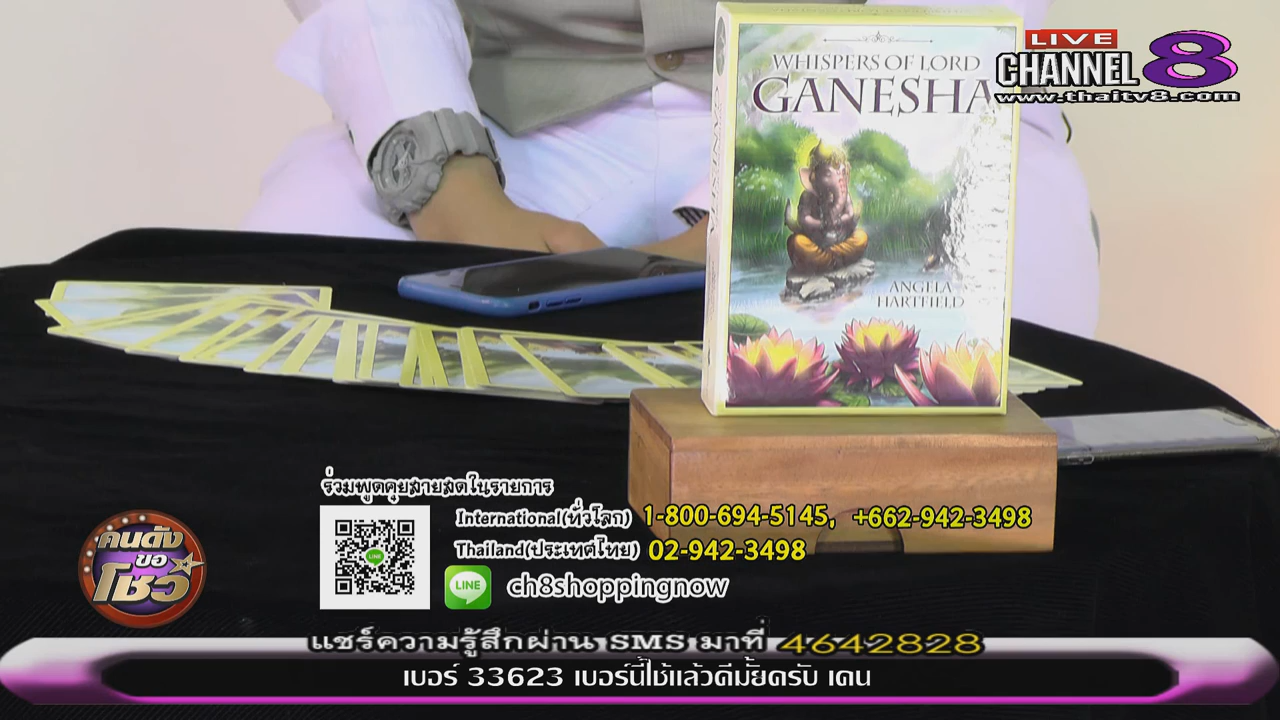 WHISPERS OF LORD
GANESHA
ANGELA
HARTFIELD
LIVE
CHANNEL 8
www.thaitv8.com
ร่วมพูดคุยสายสดในรายการ
International(ทั่วโลก) 1-800-694-5145, +662-942-3498
Thailand(ประเทศไทย) 02-942-3498
LINE
LINE ch8shoppingnow
คนดัง
ขอ
โชว์
แชร์ความรู้สึกผ่าน SMS มาที่ 4642828
เบอร์ 33623 เบอร์นี้ใช้แล้วดีมั้ยครับ เคน